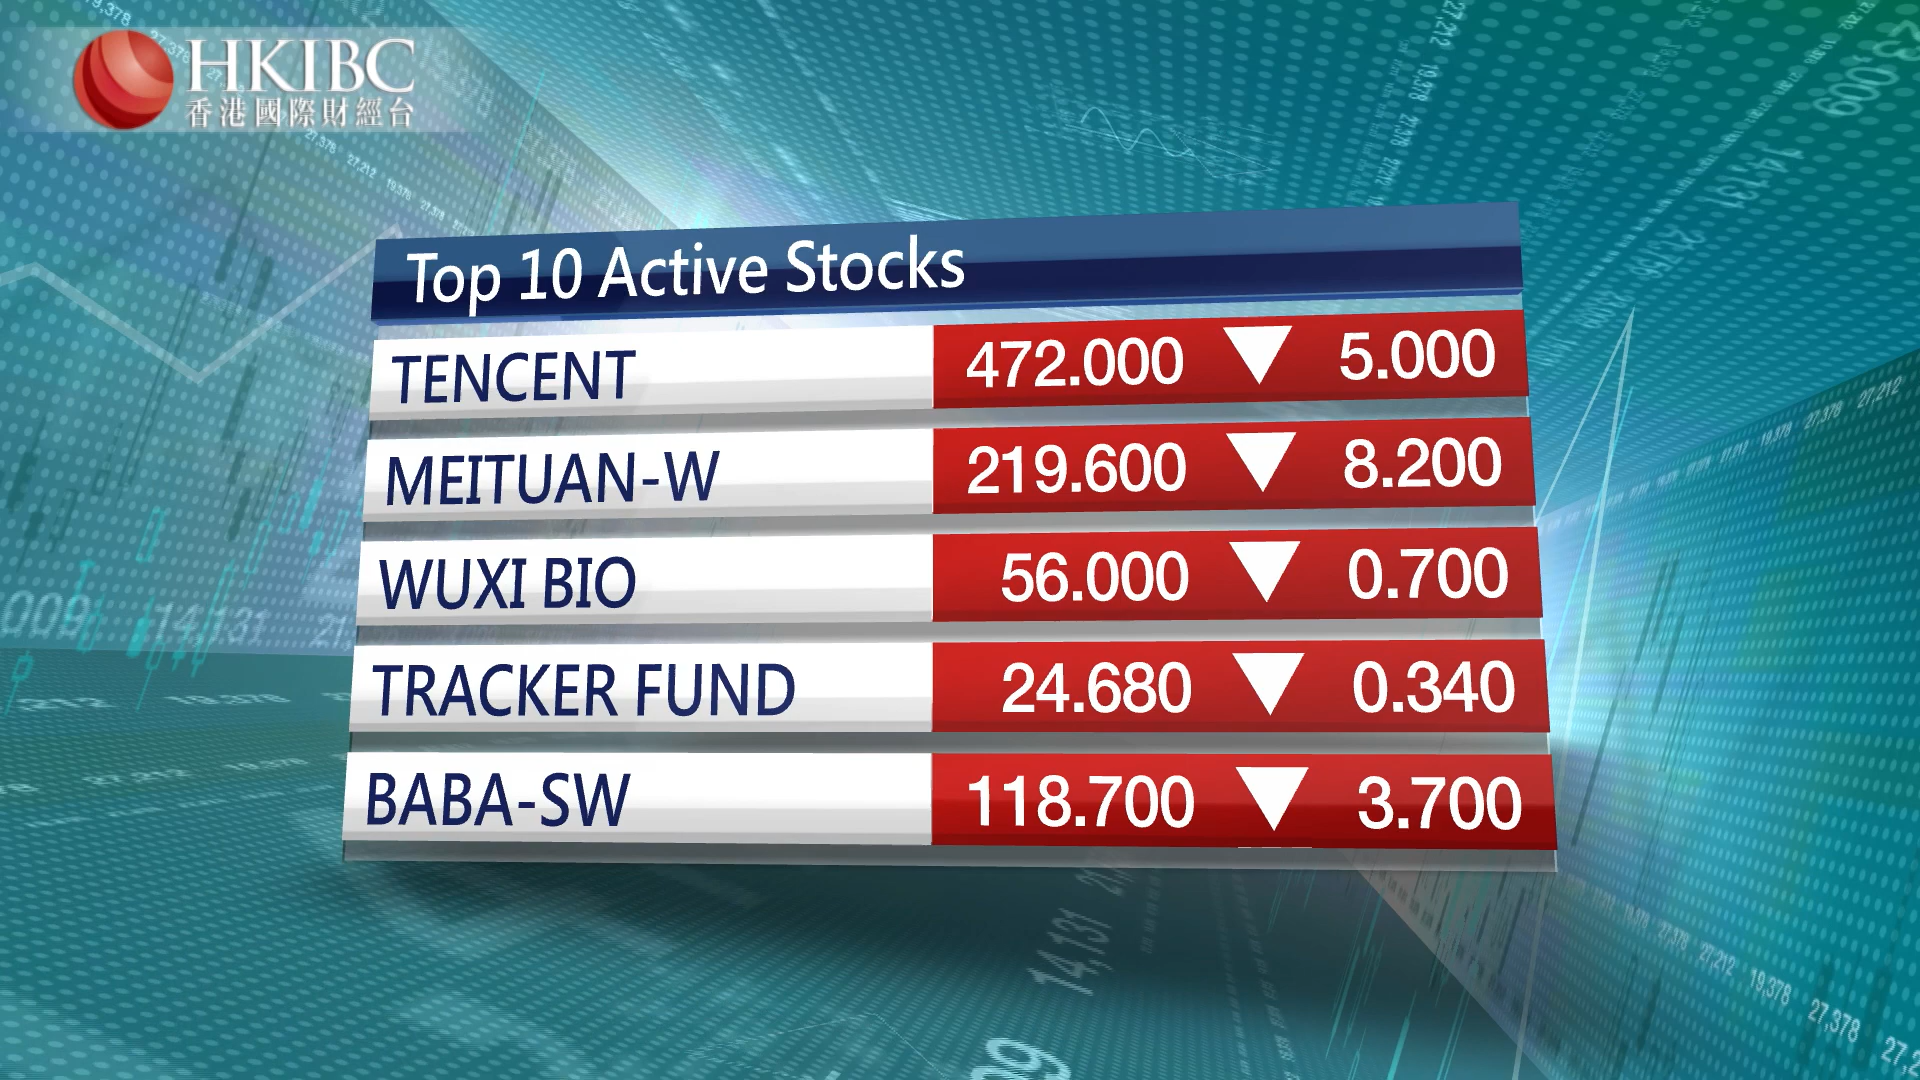 HKIBC
香港國際財經台
Top 10 Active Stocks
TENCENT 472.000 ▼ 5.000
MEITUAN-W 219.600 ▼ 8.200
WUXI BIO 56.000 ▼ 0.700
TRACKER FUND 24.680 ▼ 0.340
BABA-SW 118.700 ▼ 3.700